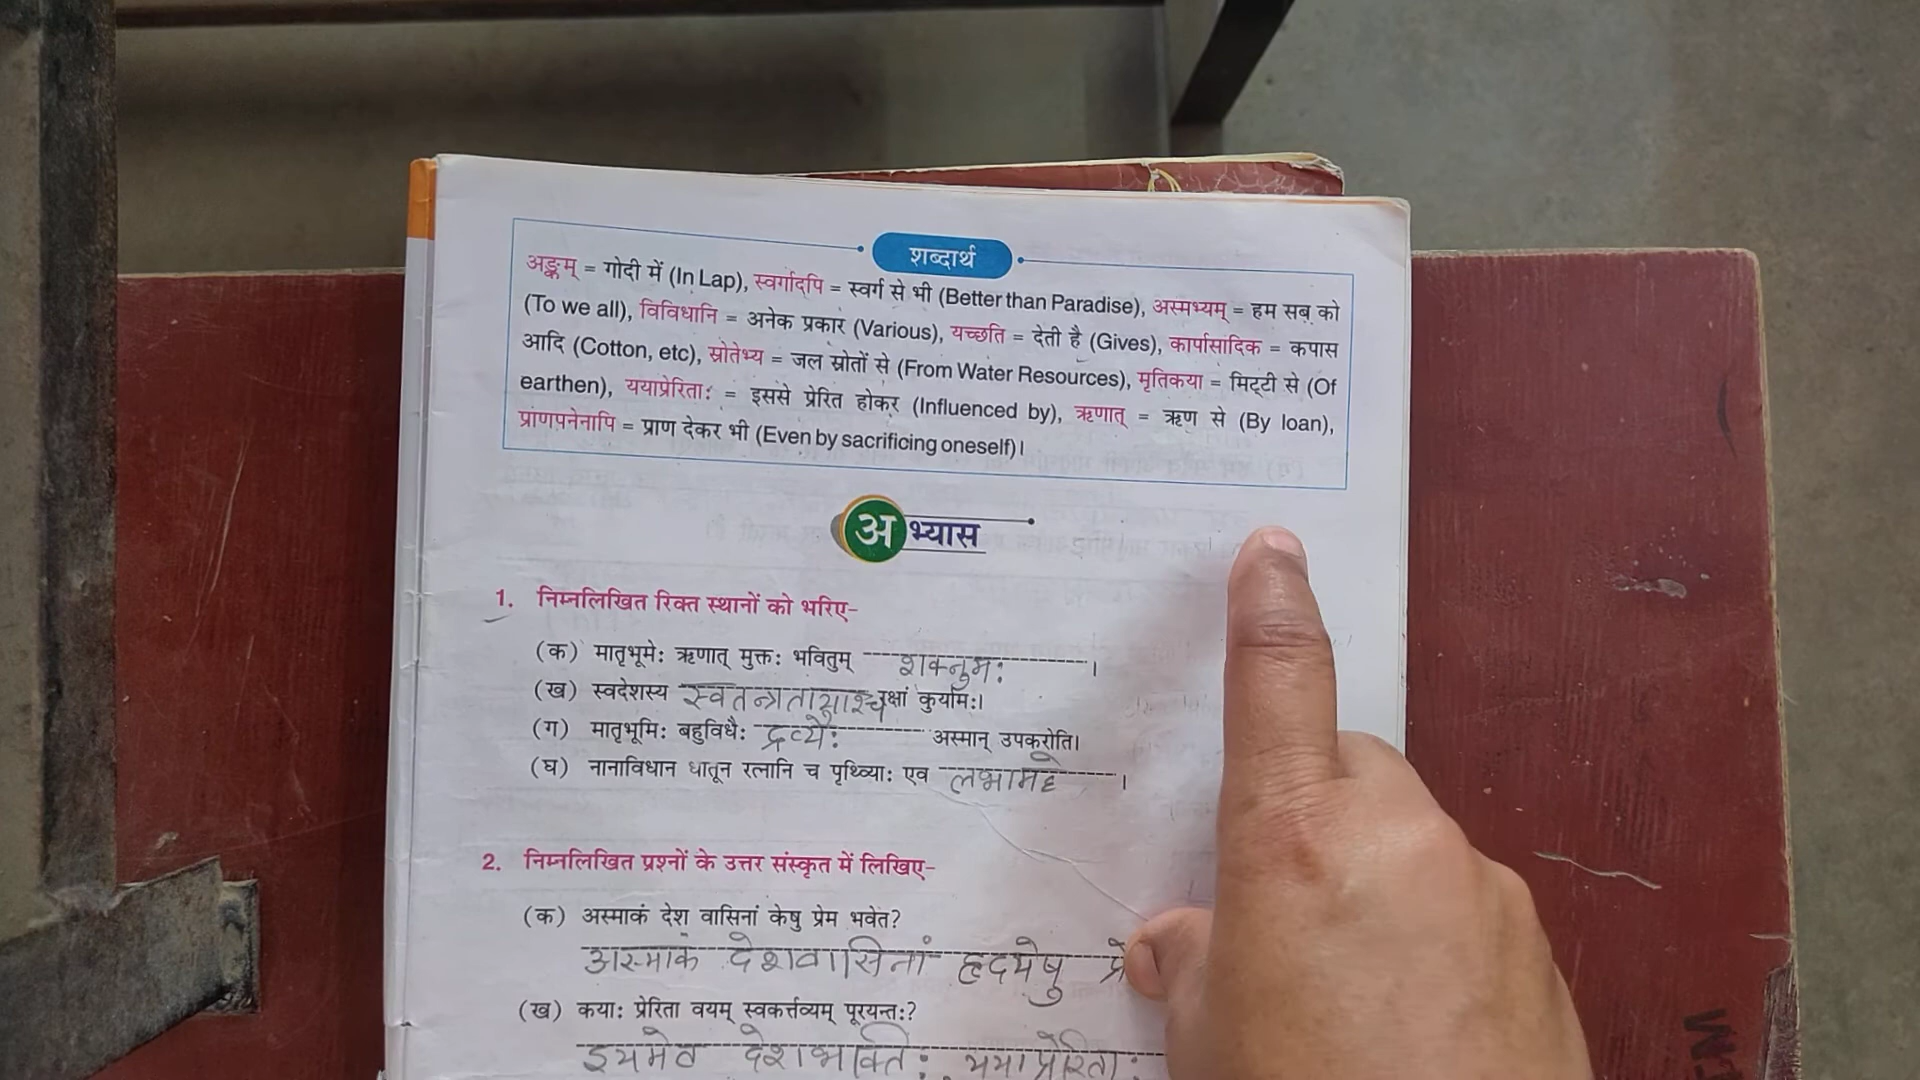 शब्दार्थ
अङ्कम् = गोदी में (In Lap), स्वर्गादपि = स्वर्ग से भी (Better than Paradise), अस्मभ्यम् = हम सब को
(To we all), विविधानि = अनेक प्रकार (Various), यच्छति = देती है (Gives), कार्पासादिक = कपास
आदि (Cotton, etc), स्रोतेभ्य = जल स्रोतों से (From Water Resources), मृतिकया = मिट्टी से (Of
earthen), ययाप्रेरिताः = इससे प्रेरित होकर (Influenced by), ऋणात् = ऋण से (By loan),
प्राणपनेनापि = प्राण देकर भी (Even by sacrificing oneself)।
अभ्यास
1. निम्नलिखित रिक्त स्थानों को भरिए-
(क) मातृभूमेः ऋणात् मुक्तः भवितुम् शक्नुमः ।
(ख) स्वदेशस्य क्षां कुर्यामः।
(ग) मातृभूमिः बहुविधैः द्रव्यैः अस्मान् उपकरोति।
(घ) नानाविधान धातून रत्नानि च पृथ्व्याः एव लभामहे ।
2. निम्नलिखित प्रश्नों के उत्तर संस्कृत में लिखिए-
(क) अस्माकं देश वासिनां केषु प्रेम भवेत?
अस्माकं देशवासिनां हृदयेषु प्रे
(ख) कयाः प्रेरिता वयम् स्वकर्त्तव्यम् पूरयन्तः?
इयमेव देशभक्तिः ययाप्रेरिताः